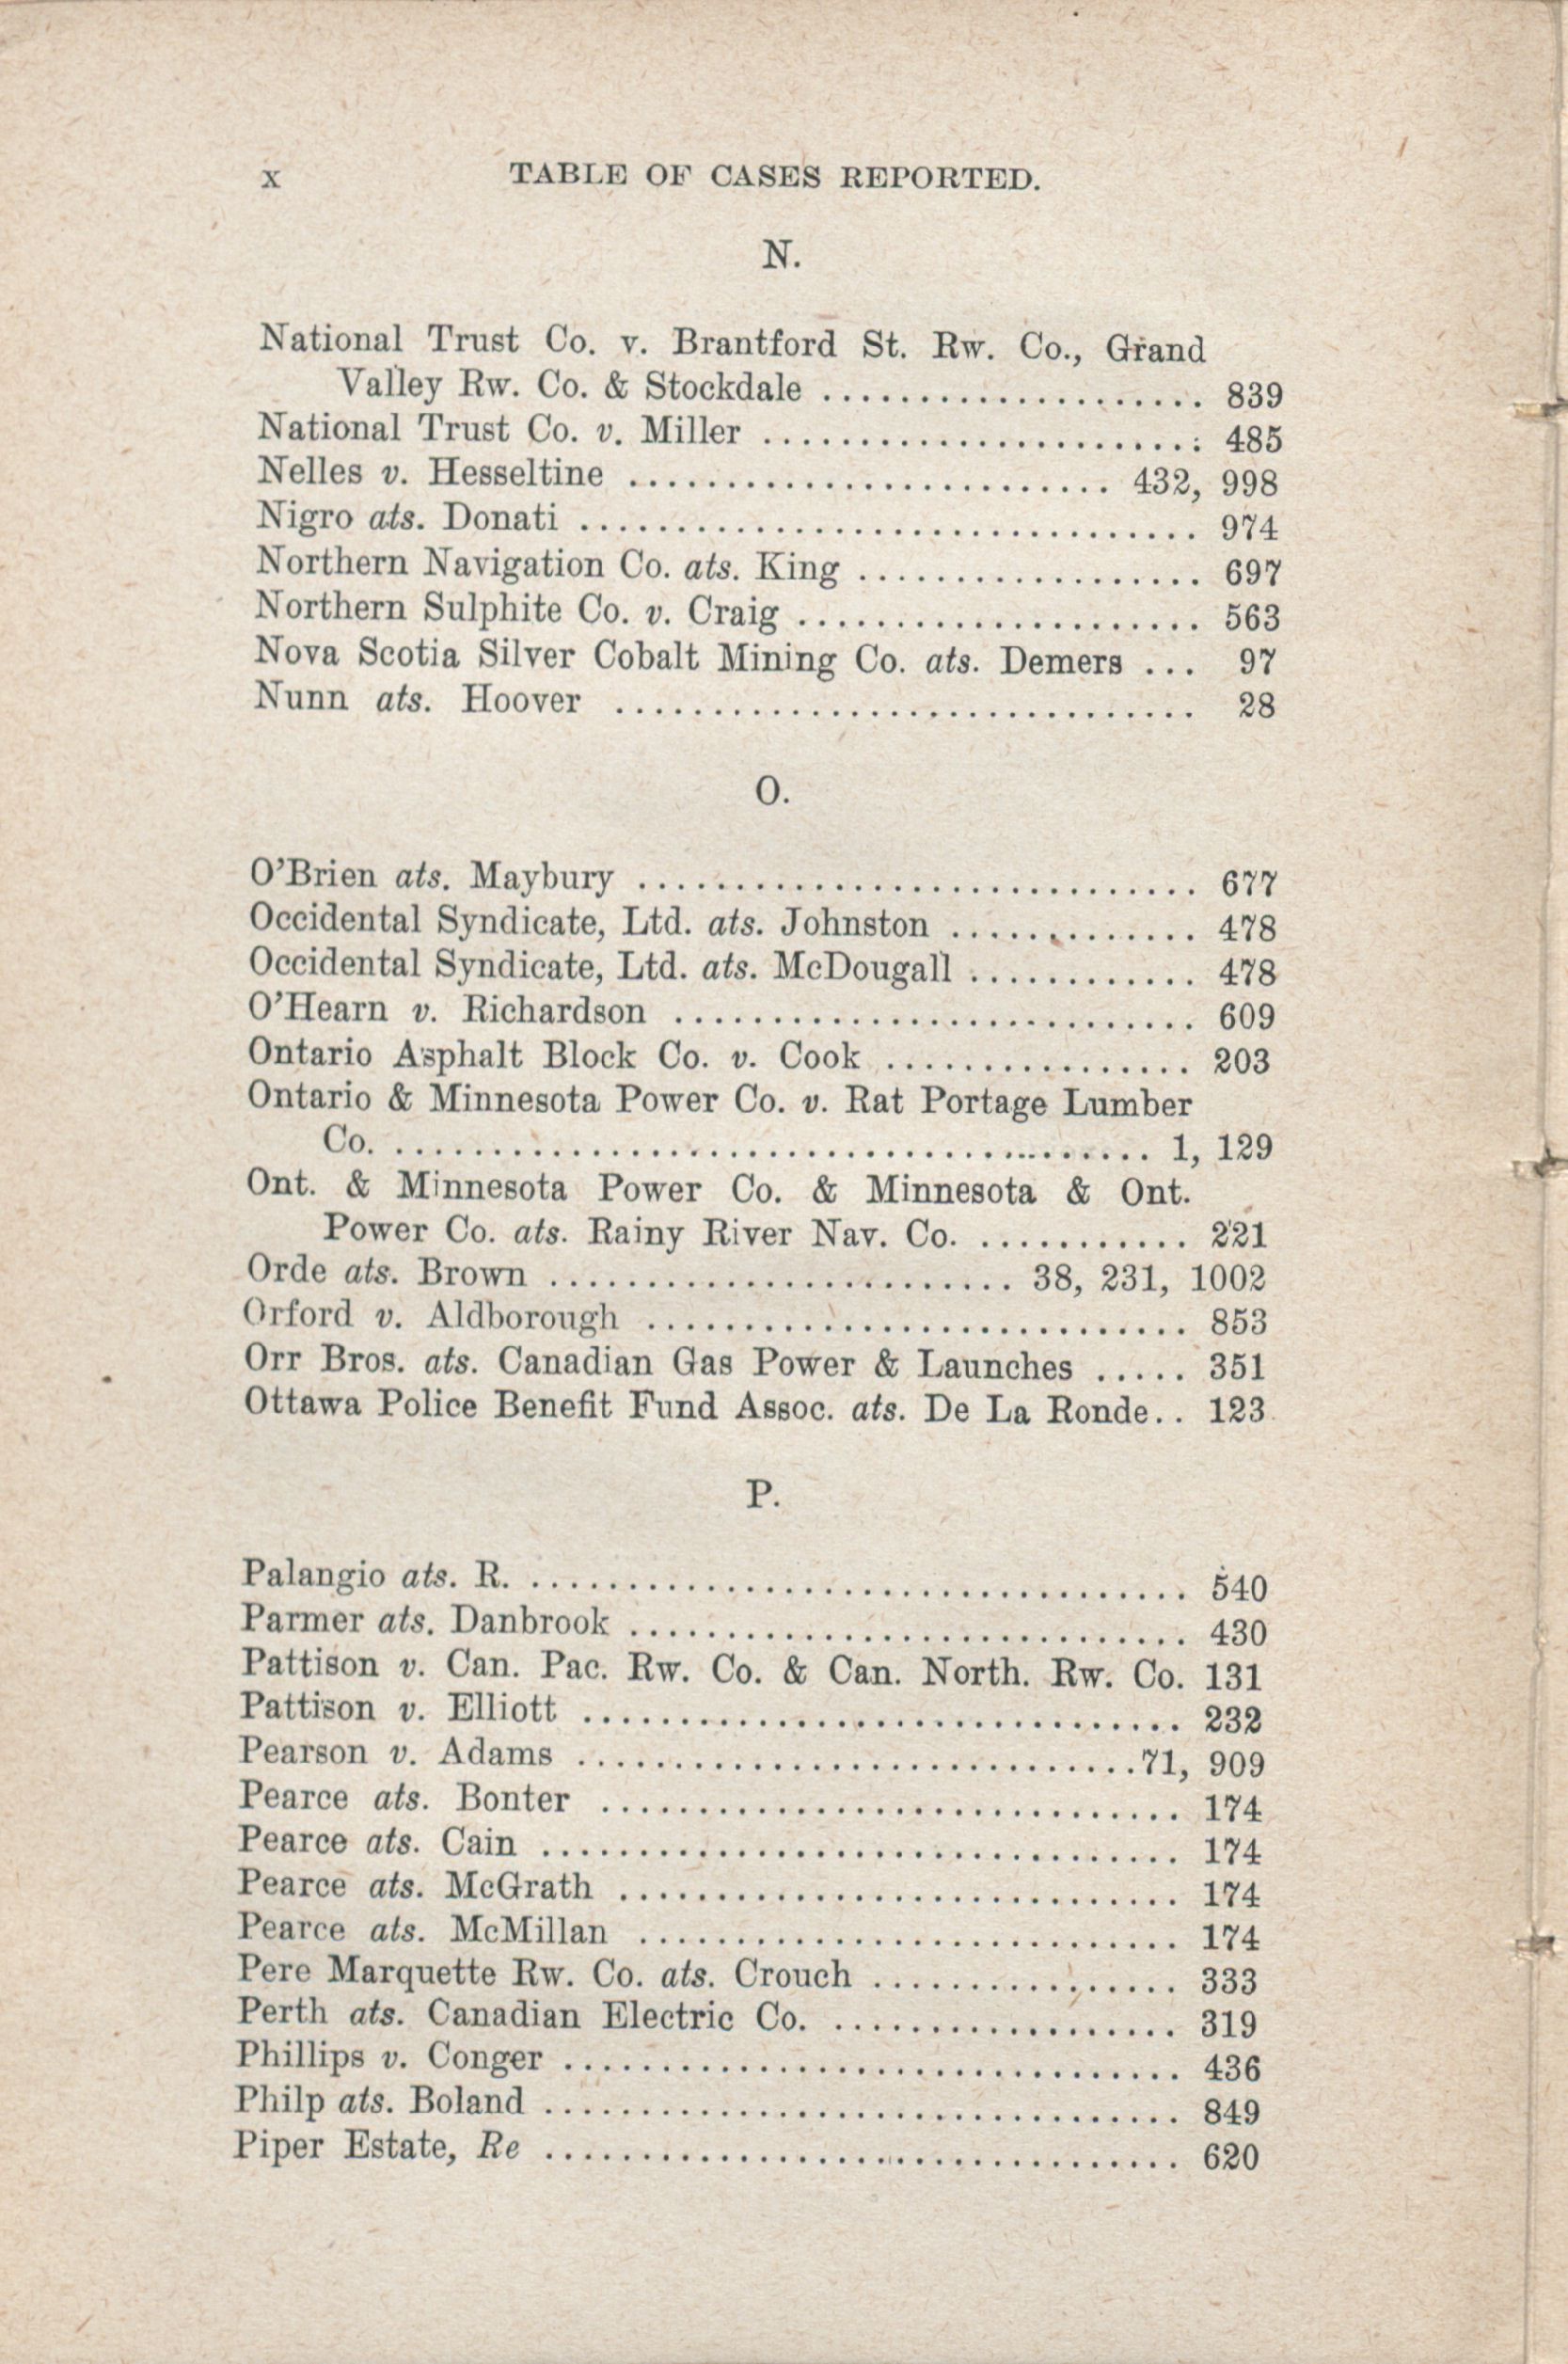 x TABLE OF CASES REPORTED.
N.
National Trust Co. v. Brantford St. Rw. Co., Grand
Valley Rw. Co. & Stockdale .................... 839
National Trust Co. v. Miller ....................... 485
Nelles v. Hesseltine ......................... 432, 998
Nigro ats. Donati ................................ 974
Northern Navigation Co. ats. King .................. 697
Northern Sulphite Co. v. Craig ..................... 563
Nova Scotia Silver Cobalt Mining Co. ats. Demers ... 97
Nunn ats. Hoover .............................. 28
O.
O'Brien ats. Maybury ............................. 677
Occidental Syndicate, Ltd. ats. Johnston ............. 478
Occidental Syndicate, Ltd. ats. McDougall ............ 478
O'Hearn v. Richardson ........................... 609
Ontario Asphalt Block Co. v. Cook ................ 203
Ontario & Minnesota Power Co. v. Rat Portage Lumber
Co. ....................................... 1, 129
Ont. & Minnesota Power Co. & Minnesota & Ont.
Power Co. ats. Rainy River Nav. Co. ........... 221
Orde ats. Brown ........................ 38, 231, 1002
Orford v. Aldborough ............................ 853
Orr Bros. ats. Canadian Gas Power & Launches ..... 351
Ottawa Police Benefit Fund Assoc. ats. De La Ronde.. 123
P.
Palangio ats. R. .................................. 540
Parmer ats. Danbrook ............................. 430
Pattison v. Can. Pac. Rw. Co. & Can. North. Rw. Co. 131
Pattison v. Elliott ............................... 232
Pearson v. Adams .............................71, 909
Pearce ats. Bonter .............................. 174
Pearce ats. Cain ................................. 174
Pearce ats. McGrath ............................. 174
Pearce ats. McMillan ............................ 174
Pere Marquette Rw. Co. ats. Crouch ................ 333
Perth ats. Canadian Electric Co. .................. 319
Phillips v. Conger ................................ 436
Philp ats. Boland ................................. 849
Piper Estate, Re ................................. 620